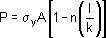 P = σyA[1 - n(l/k)]